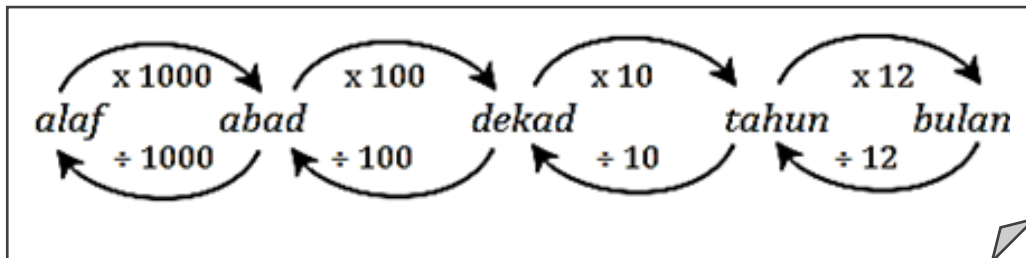 x 1000 x 100 x 10 x 12
alaf abad dekad tahun bulan
÷ 1000 ÷ 100 ÷ 10 ÷ 12